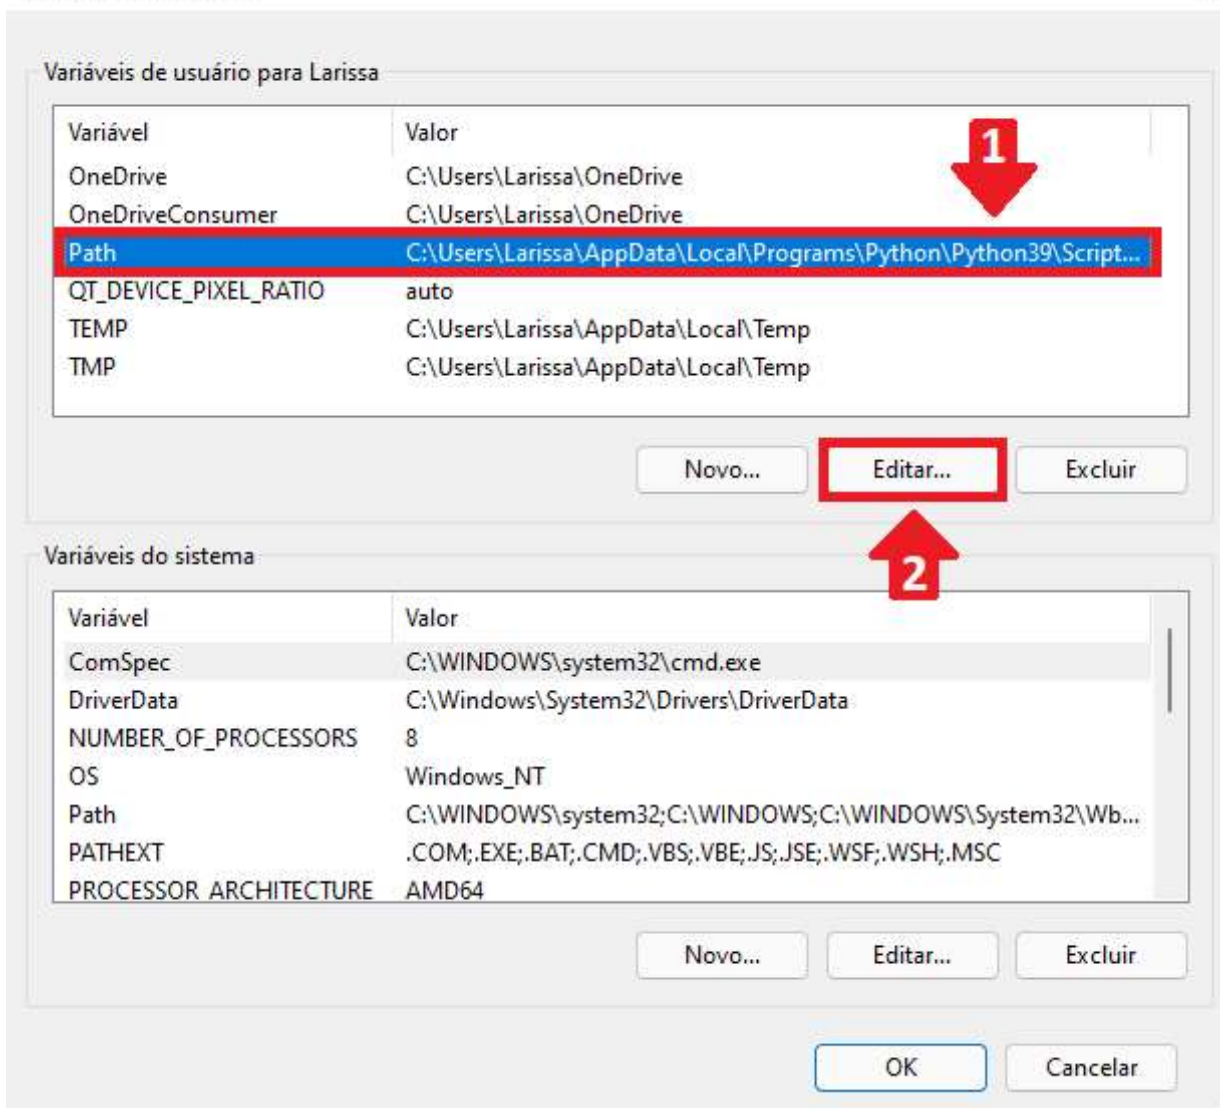 Variáveis de usuário para Larissa
Variável Valor
1
OneDrive C:\Users\Larissa\OneDrive
OneDriveConsumer C:\Users\Larissa\OneDrive
Path C:\Users\Larissa\AppData\Local\Programs\Python\Python39\Script...
QT_DEVICE_PIXEL_RATIO auto
TEMP C:\Users\Larissa\AppData\Local\Temp
TMP C:\Users\Larissa\AppData\Local\Temp
Novo... Editar... Excluir
2
Variáveis do sistema
Variável Valor
ComSpec C:\WINDOWS\system32\cmd.exe
DriverData C:\Windows\System32\Drivers\DriverData
NUMBER_OF_PROCESSORS 8
OS Windows_NT
Path C:\WINDOWS\system32;C:\WINDOWS;C:\WINDOWS\System32\Wb...
PATHEXT .COM;.EXE;.BAT;.CMD;.VBS;.VBE;.JS;.JSE;.WSF;.WSH;.MSC
PROCESSOR_ARCHITECTURE AMD64
Novo... Editar... Excluir
OK Cancelar